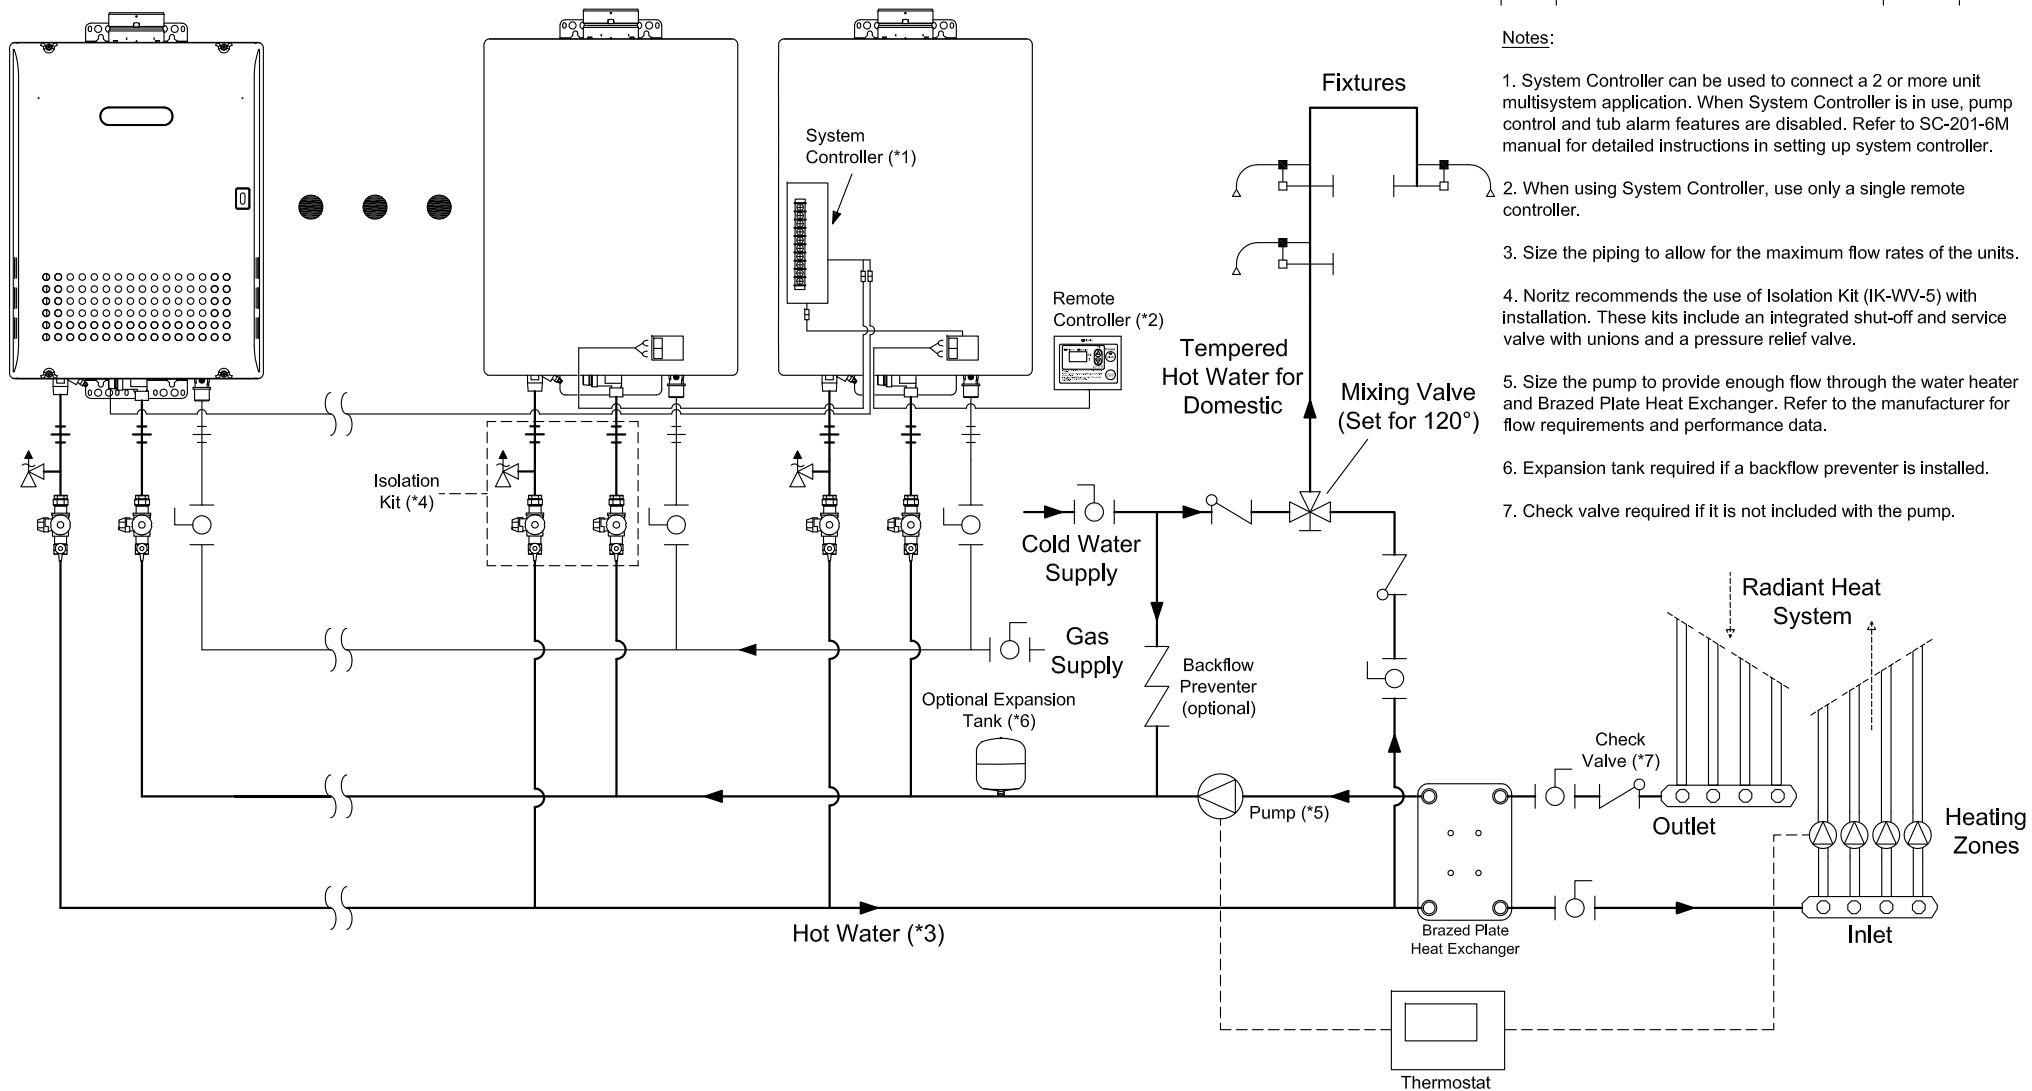 Notes:
1. System Controller can be used to connect a 2 or more unit
multisystem application. When System Controller is in use, pump
control and tub alarm features are disabled. Refer to SC-201-6M
manual for detailed instructions in setting up system controller.
2. When using System Controller, use only a single remote
controller.
3. Size the piping to allow for the maximum flow rates of the units.
4. Noritz recommends the use of Isolation Kit (IK-WV-5) with
installation. These kits include an integrated shut-off and service
valve with unions and a pressure relief valve.
5. Size the pump to provide enough flow through the water heater
and Brazed Plate Heat Exchanger. Refer to the manufacturer for
flow requirements and performance data.
6. Expansion tank required if a backflow preventer is installed.
7. Check valve required if it is not included with the pump.
Fixtures
System
Controller (*1)
Remote
Controller (*2)
Tempered
Hot Water for
Domestic
Mixing Valve
(Set for 120°)
Isolation
Kit (*4)
Cold Water
Supply
Gas
Supply
Backflow
Preventer
(optional)
Optional Expansion
Tank (*6)
Radiant Heat
System
Check
Valve (*7)
Pump (*5)
Outlet
Heating
Zones
Hot Water (*3)
Brazed Plate
Heat Exchanger
Inlet
Thermostat